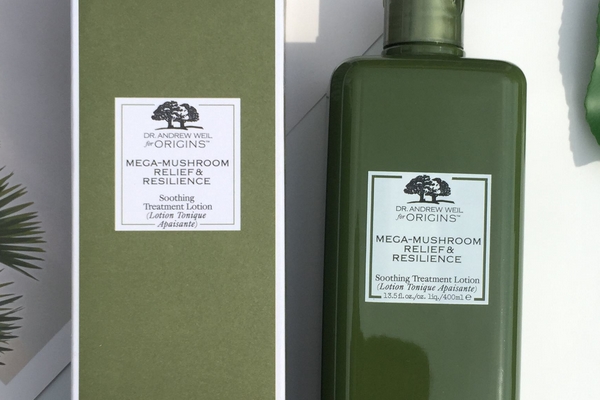 DR. ANDREW WEIL
for ORIGINS™
MEGA-MUSHROOM
RELIEF &
RESILIENCE
Soothing
Treatment Lotion
(Lotion Tonique
Apaisante)
DR. ANDREW WEIL
for ORIGINS™
MEGA-MUSHROOM
RELIEF &
RESILIENCE
Soothing Treatment Lotion
(Lotion Tonique Apaisante)
13.5 fl. oz./oz. liq./400ml ℮